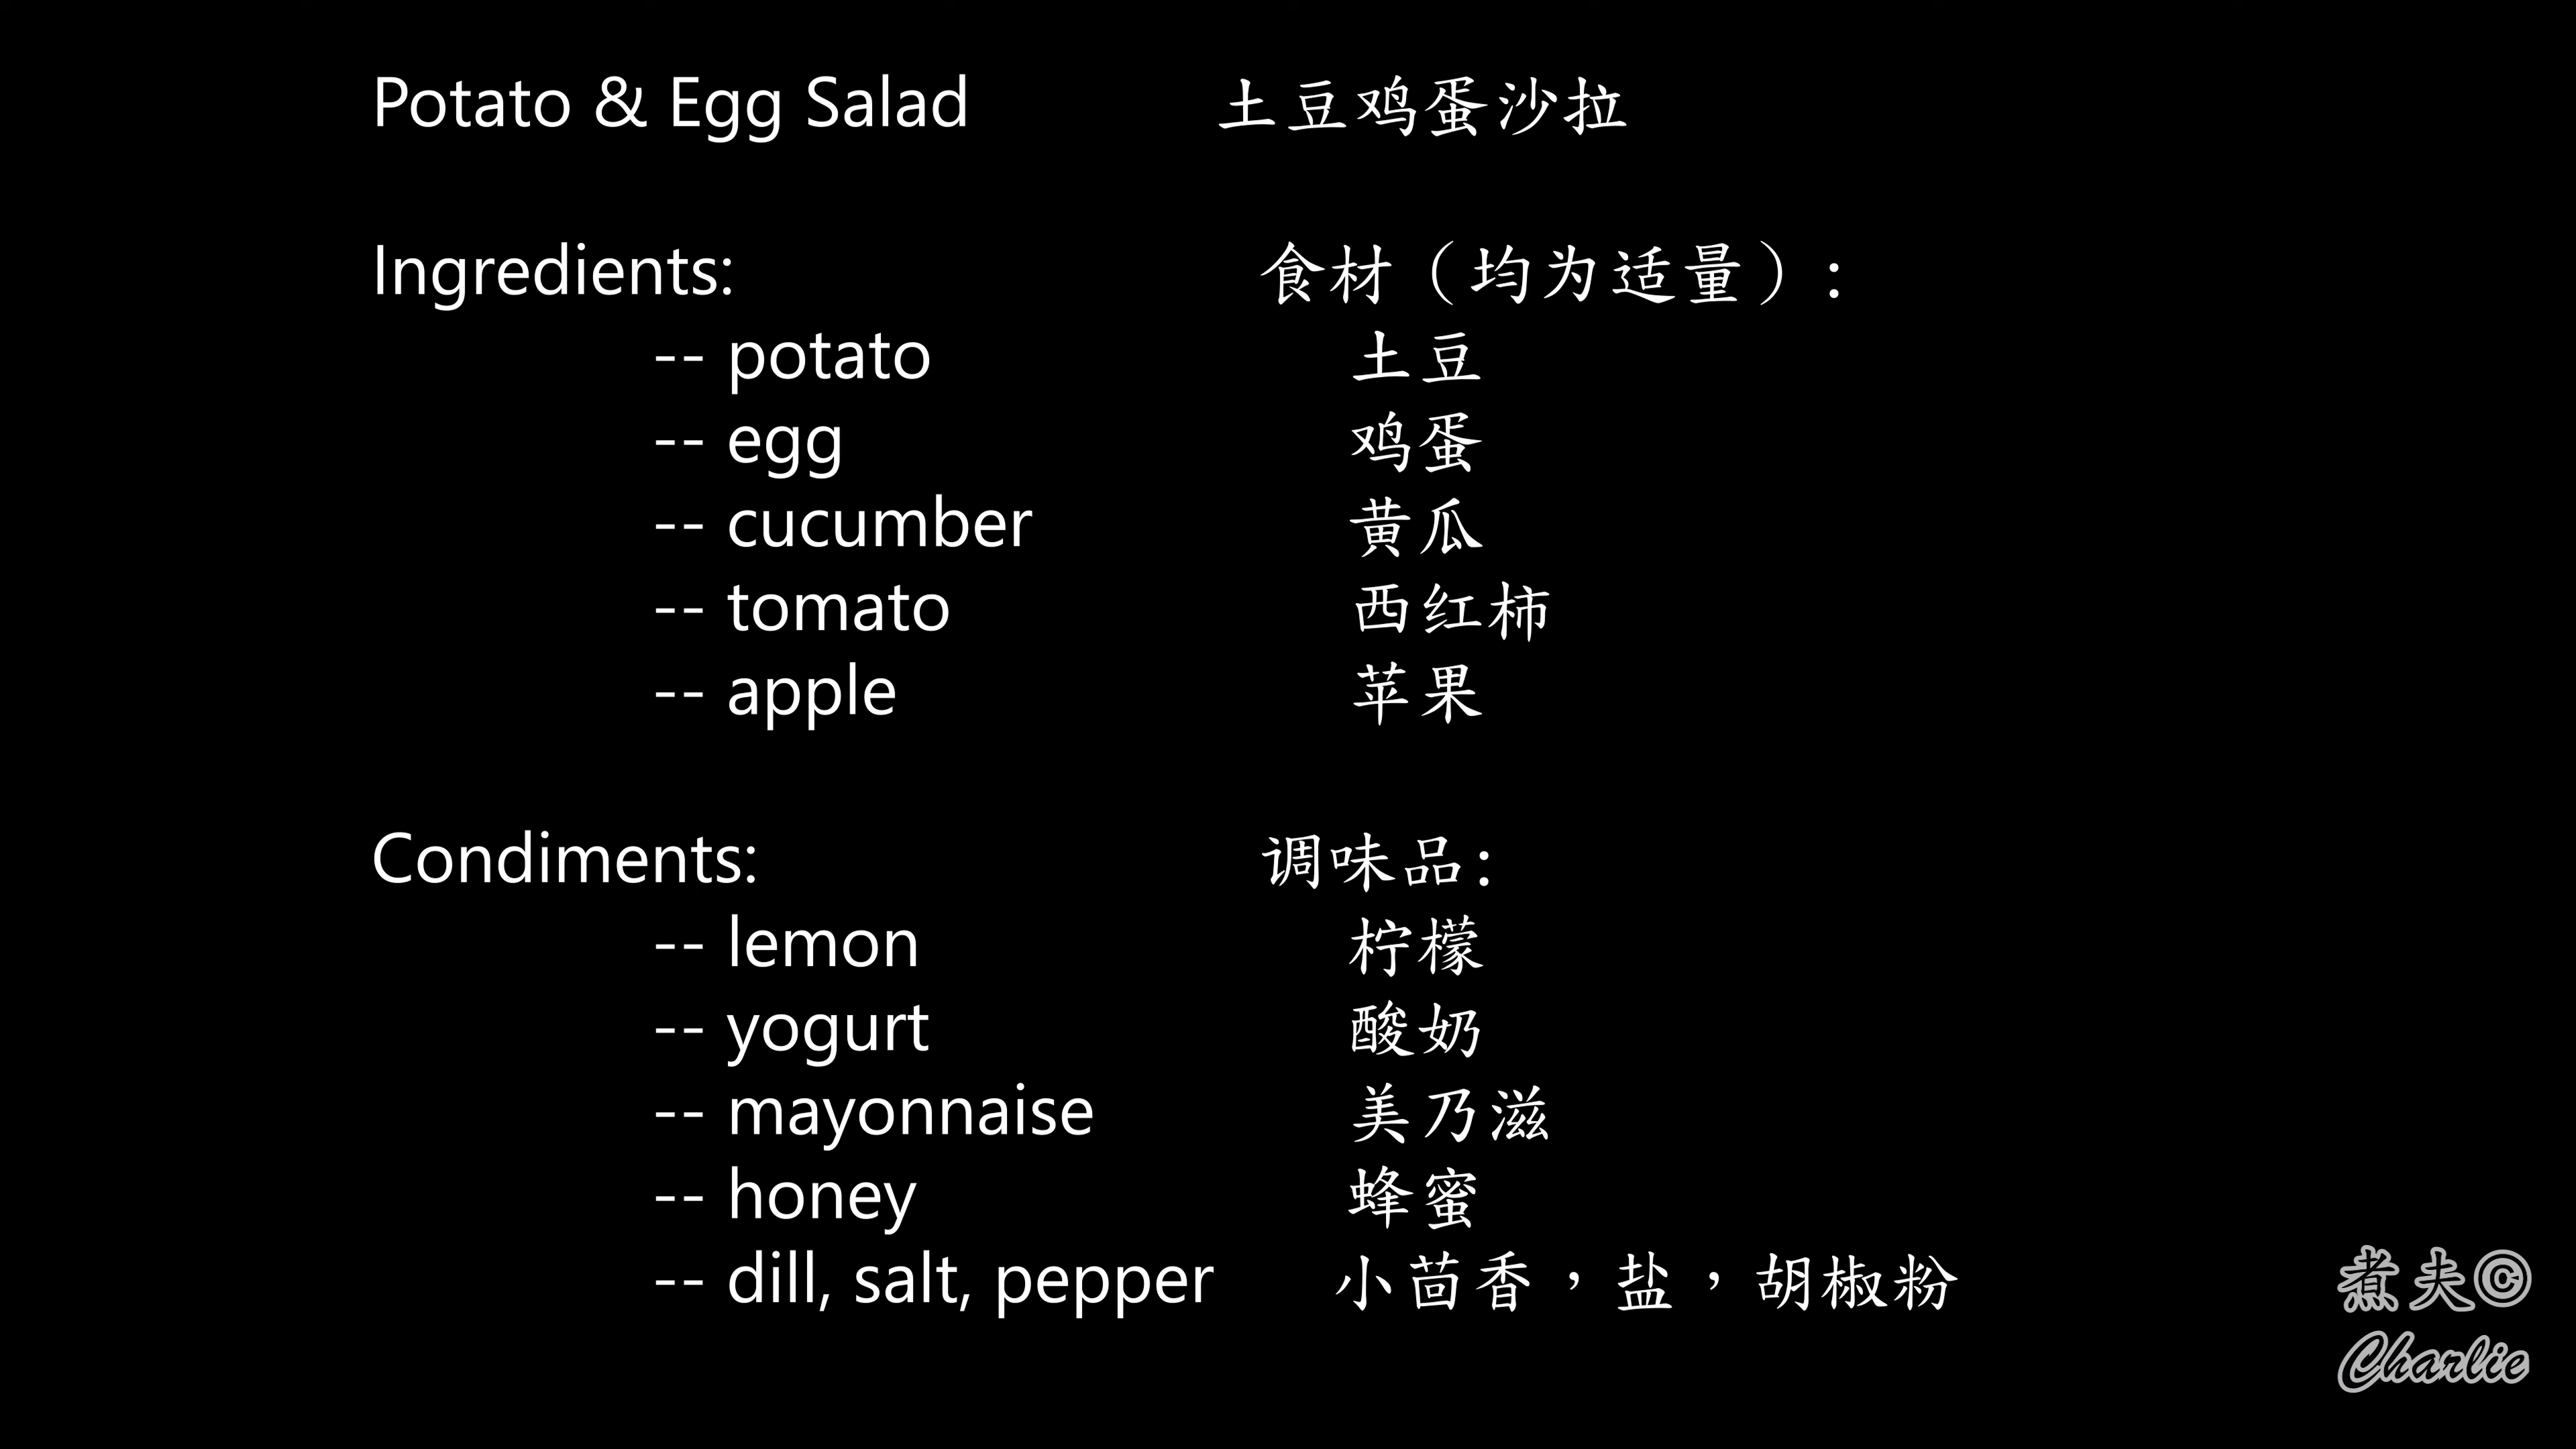 Potato & Egg Salad 土豆鸡蛋沙拉
Ingredients: 食材（均为适量）:
-- potato 土豆
-- egg 鸡蛋
-- cucumber 黄瓜
-- tomato 西红柿
-- apple 苹果
Condiments: 调味品:
-- lemon 柠檬
-- yogurt 酸奶
-- mayonnaise 美乃滋
-- honey 蜂蜜
-- dill, salt, pepper 小茴香，盐，胡椒粉
煮夫©
Charlie